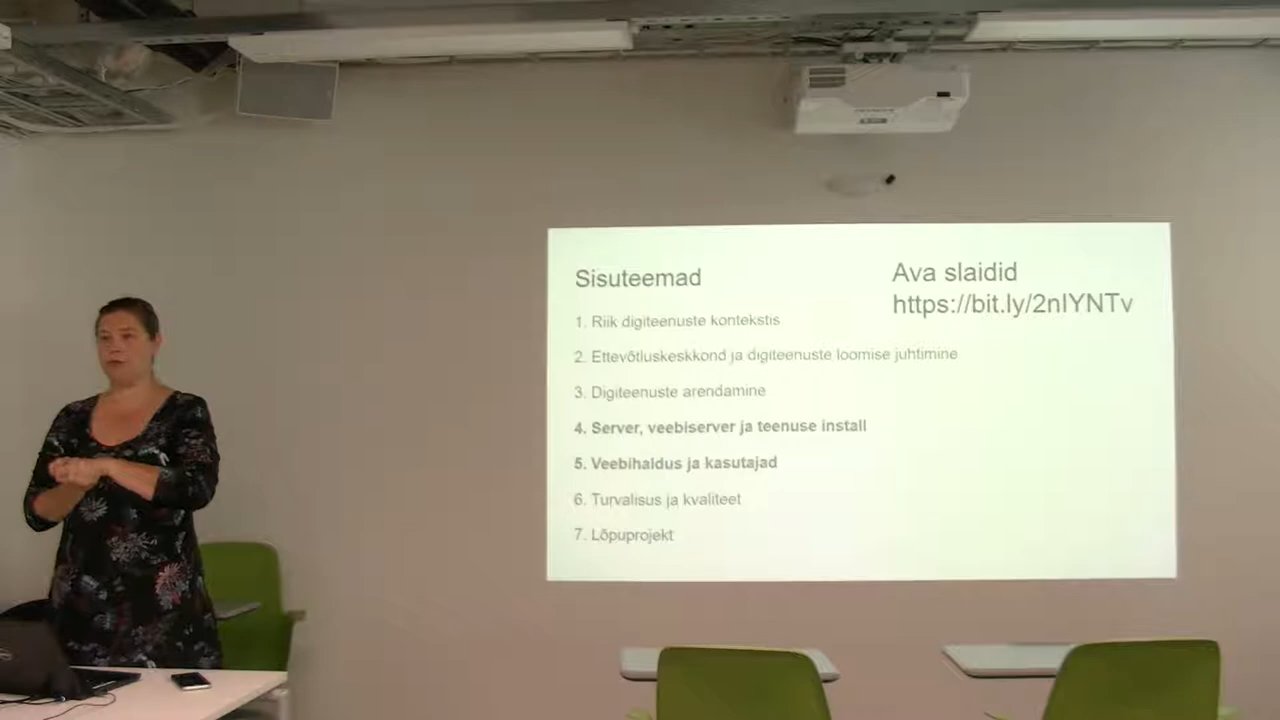 Sisuteemad
1. Riik digiteenuste kontekstis
2. Ettevõtluskeskkond ja digiteenuste loomise juhtimine
3. Digiteenuste arendamine
4. Server, veebiserver ja teenuse install
5. Veebihaldus ja kasutajad
6. Turvalisus ja kvaliteet
7. Lõpuprojekt
Ava slaidid
https://bit.ly/2nIYNTv